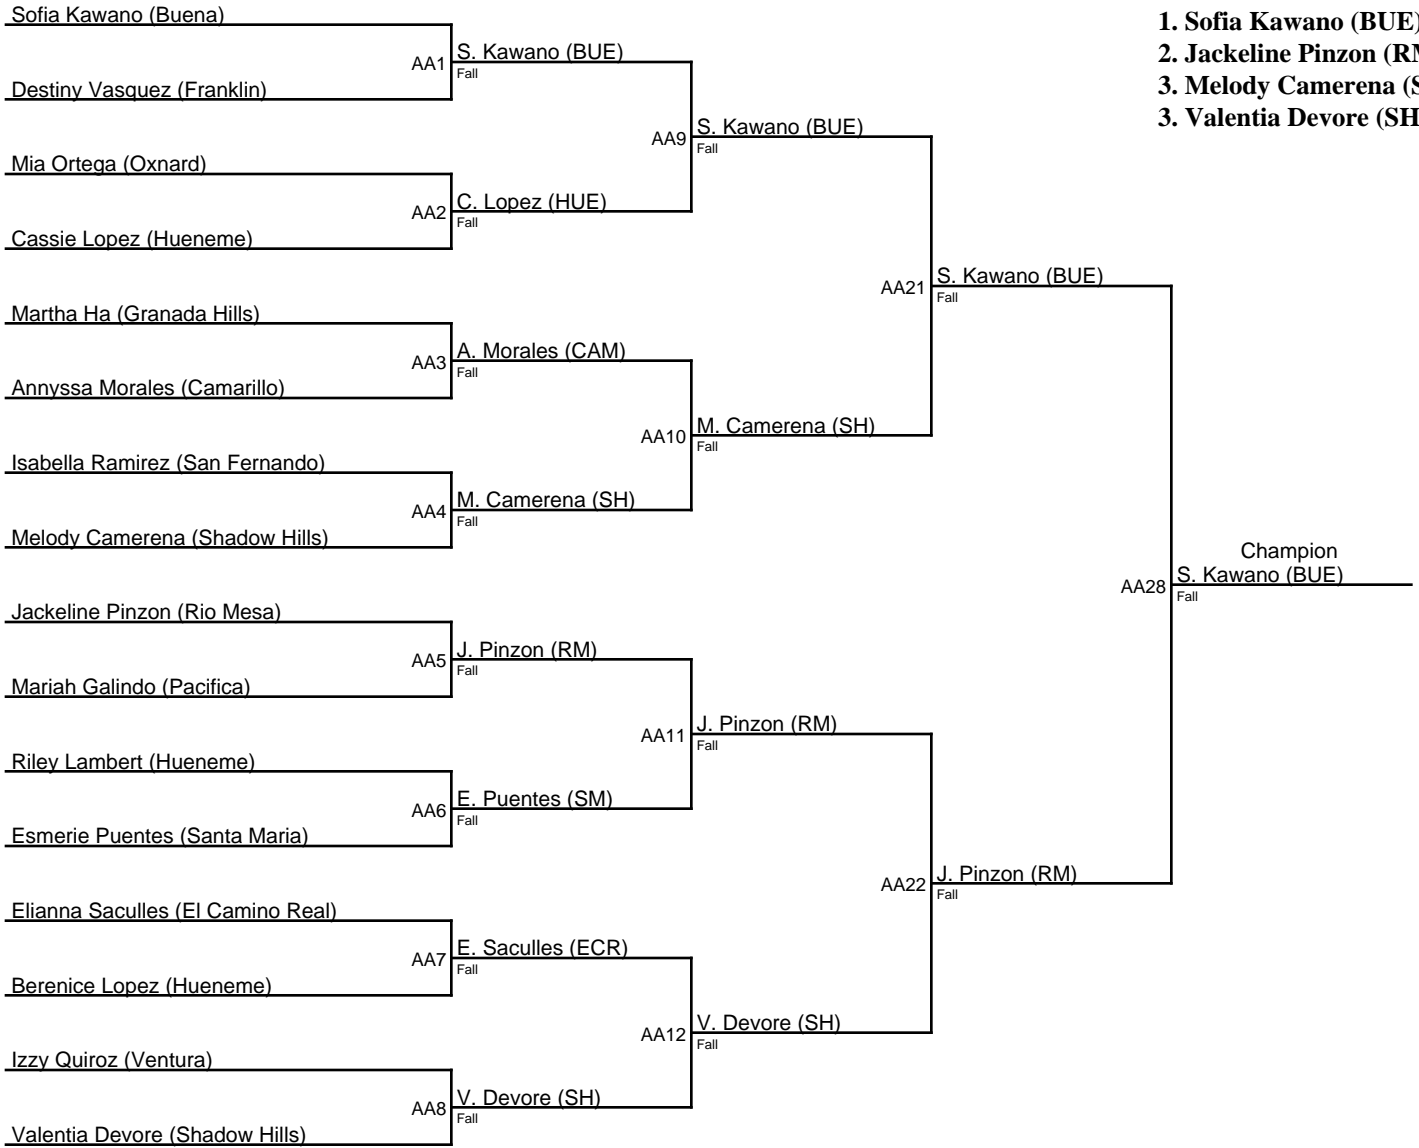 Sofia Kawano (Buena)
AA1
S. Kawano (BUE)
Fall
Destiny Vasquez (Franklin)
AA9
S. Kawano (BUE)
Fall
Mia Ortega (Oxnard)
AA2
C. Lopez (HUE)
Fall
Cassie Lopez (Hueneme)
AA21
S. Kawano (BUE)
Fall
Martha Ha (Granada Hills)
AA3
A. Morales (CAM)
Fall
Annyssa Morales (Camarillo)
AA10
M. Camerena (SH)
Fall
Isabella Ramirez (San Fernando)
AA4
M. Camerena (SH)
Fall
Melody Camerena (Shadow Hills)
Champion
AA28
S. Kawano (BUE)
Fall
Jackeline Pinzon (Rio Mesa)
AA5
J. Pinzon (RM)
Fall
Mariah Galindo (Pacifica)
AA11
J. Pinzon (RM)
Fall
Riley Lambert (Hueneme)
AA6
E. Puentes (SM)
Fall
Esmerie Puentes (Santa Maria)
AA22
J. Pinzon (RM)
Fall
Elianna Saculles (El Camino Real)
AA7
E. Saculles (ECR)
Fall
Berenice Lopez (Hueneme)
AA12
V. Devore (SH)
Fall
Izzy Quiroz (Ventura)
AA8
V. Devore (SH)
Fall
Valentia Devore (Shadow Hills)
1. Sofia Kawano (BUE)
2. Jackeline Pinzon (RM
3. Melody Camerena (S
3. Valentia Devore (SH